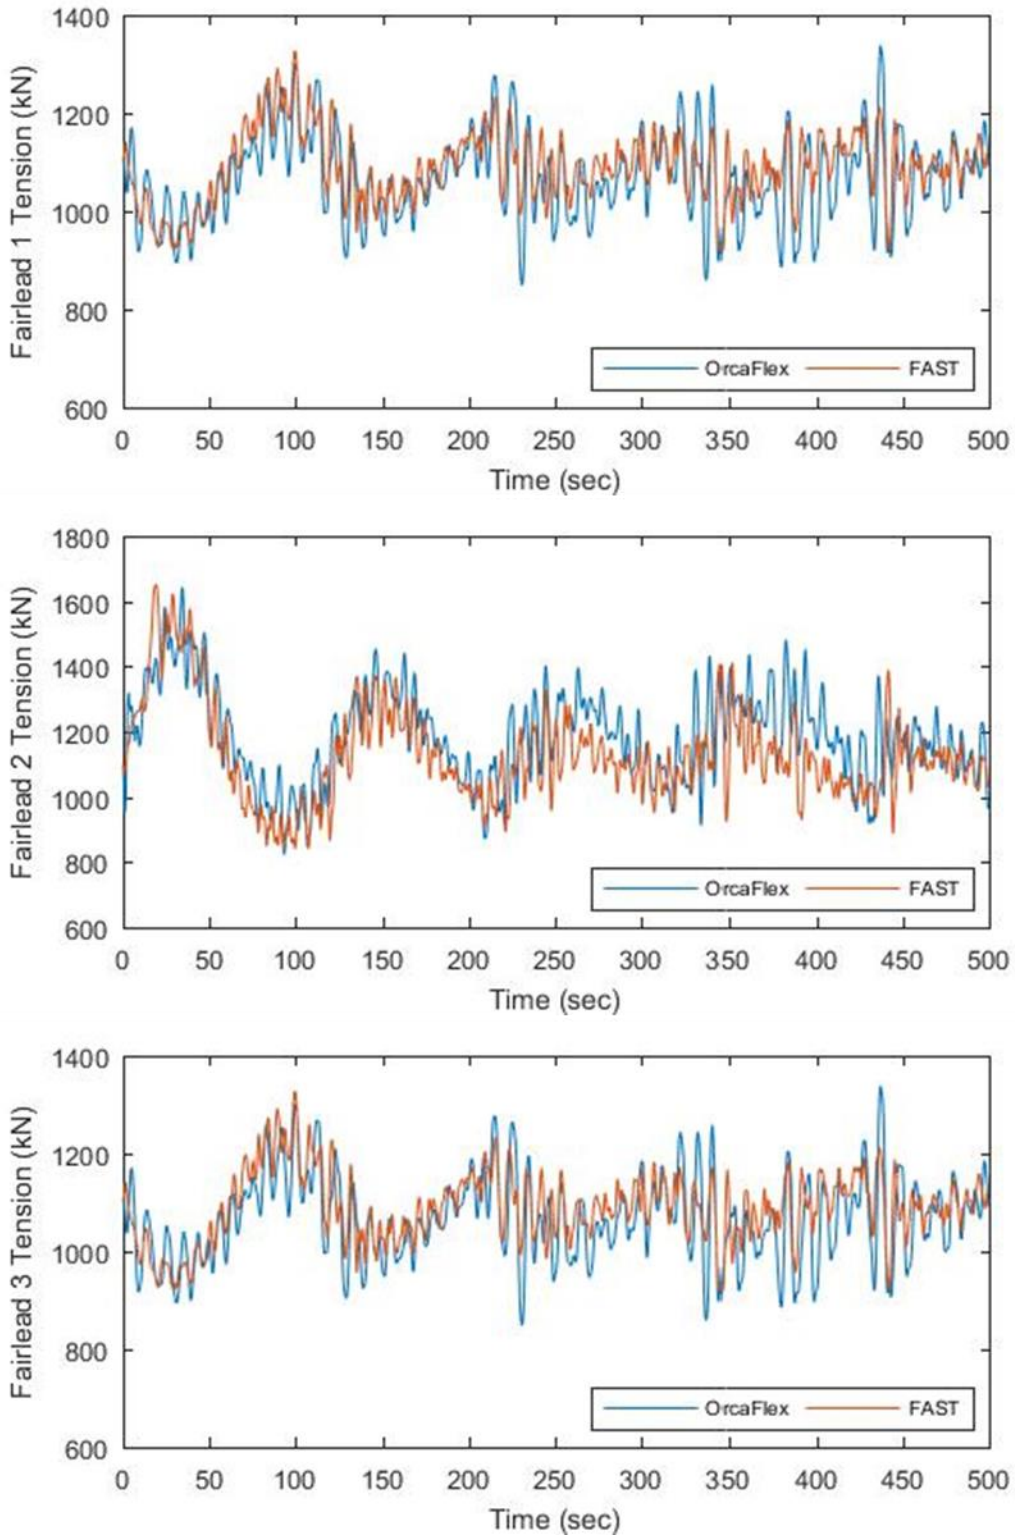 1400
1200
1000
800
600
Fairlead 1 Tension (kN)
OrcaFlex FAST
0 50 100 150 200 250 300 350 400 450 500
Time (sec)
1800
1600
1400
1200
1000
800
600
Fairlead 2 Tension (kN)
OrcaFlex FAST
0 50 100 150 200 250 300 350 400 450 500
Time (sec)
1400
1200
1000
800
600
Fairlead 3 Tension (kN)
OrcaFlex FAST
0 50 100 150 200 250 300 350 400 450 500
Time (sec)